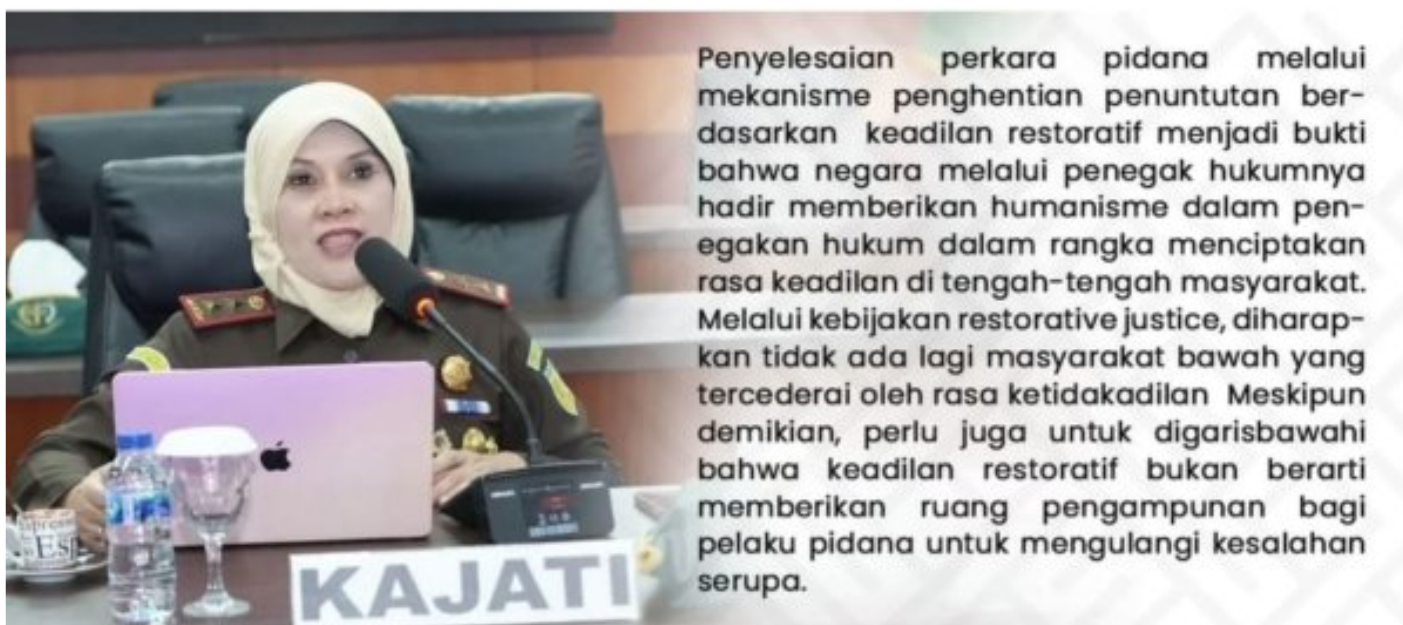 Penyelesaian perkara pidana melalui
mekanisme penghentian penuntutan ber-
dasarkan keadilan restoratif menjadi bukti
bahwa negara melalui penegak hukumnya
hadir memberikan humanisme dalam pen-
egakan hukum dalam rangka menciptakan
rasa keadilan di tengah-tengah masyarakat.
Melalui kebijakan restorative justice, diharap-
kan tidak ada lagi masyarakat bawah yang
tercederai oleh rasa ketidakadilan Meskipun
demikian, perlu juga untuk digarisbawahi
bahwa keadilan restoratif bukan berarti
memberikan ruang pengampunan bagi
pelaku pidana untuk mengulangi kesalahan
serupa.
KAJATI